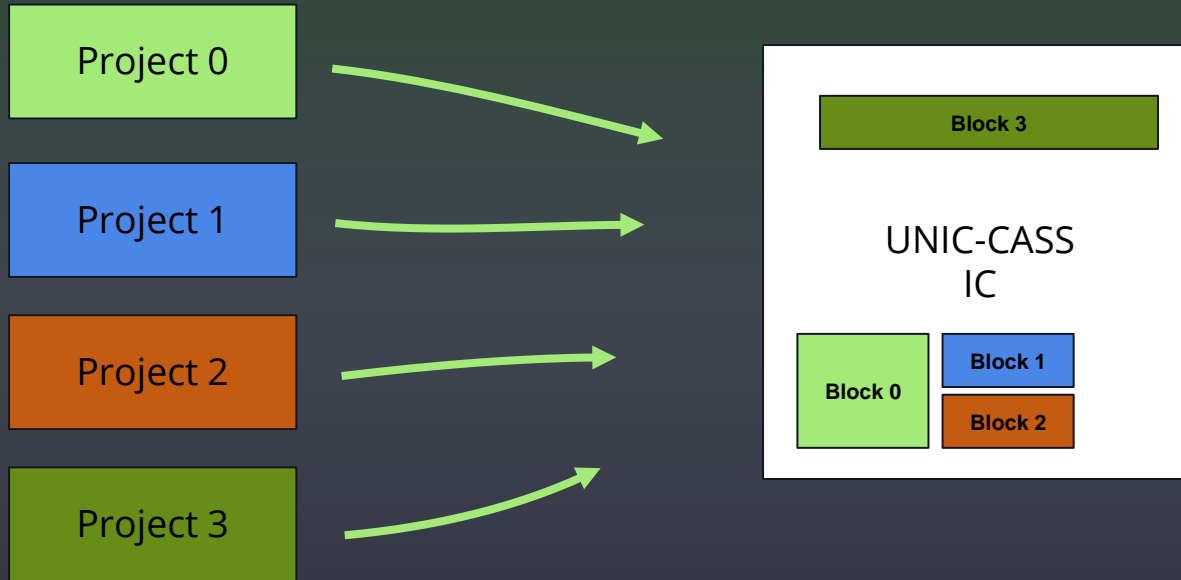 Project 0
Project 1
Project 2
Project 3
Block 3
UNIC-CASS
IC
Block 0
Block 1
Block 2